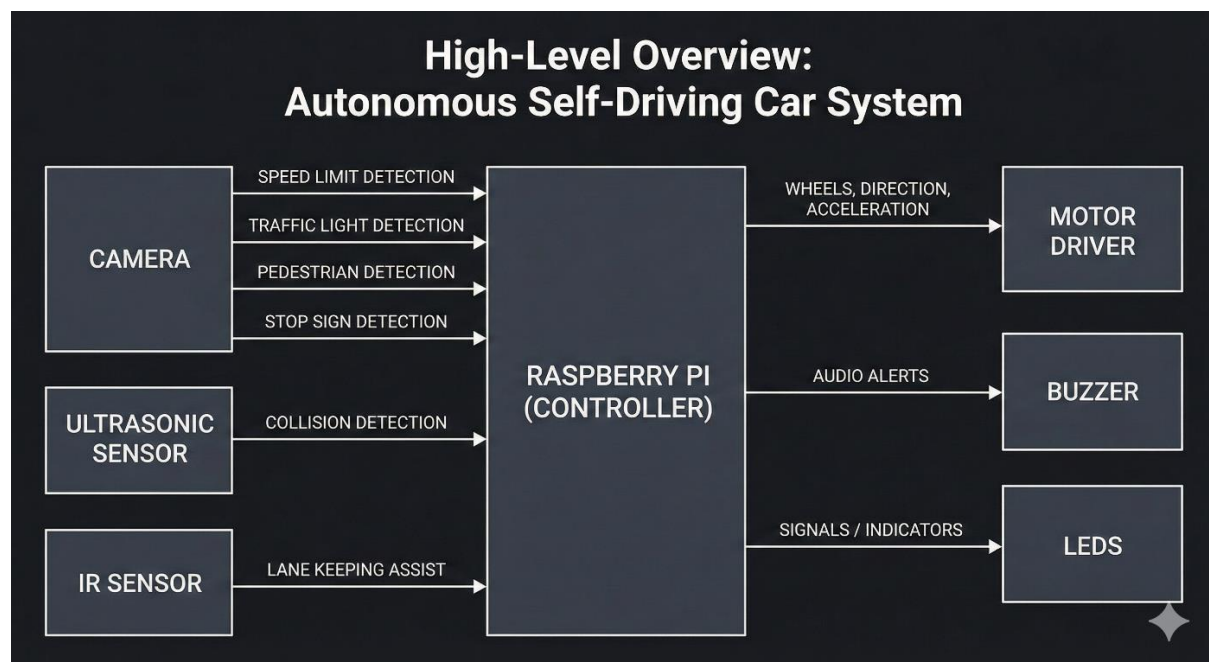 High-Level Overview:
Autonomous Self-Driving Car System
CAMERA
SPEED LIMIT DETECTION
TRAFFIC LIGHT DETECTION
PEDESTRIAN DETECTION
STOP SIGN DETECTION
ULTRASONIC
SENSOR
COLLISION DETECTION
IR SENSOR
LANE KEEPING ASSIST
RASPBERRY PI
(CONTROLLER)
WHEELS, DIRECTION,
ACCELERATION
MOTOR
DRIVER
AUDIO ALERTS
BUZZER
SIGNALS / INDICATORS
LEDS